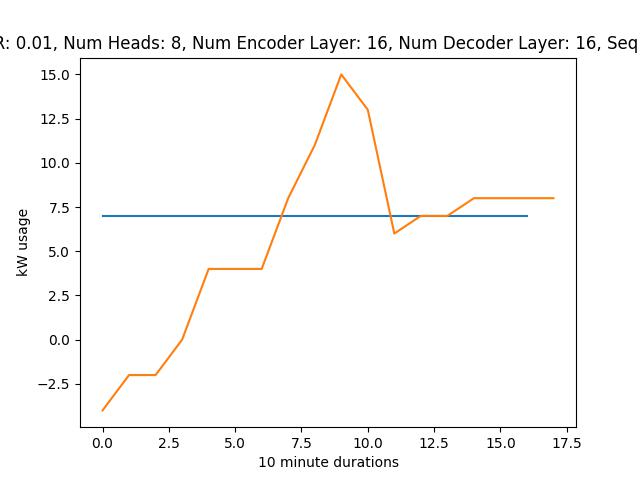 R: 0.01, Num Heads: 8, Num Encoder Layer: 16, Num Decoder Layer: 16, Seq
15.0
12.5
10.0
7.5
5.0
2.5
0.0
−2.5
kW usage
0.0 2.5 5.0 7.5 10.0 12.5 15.0 17.5
10 minute durations